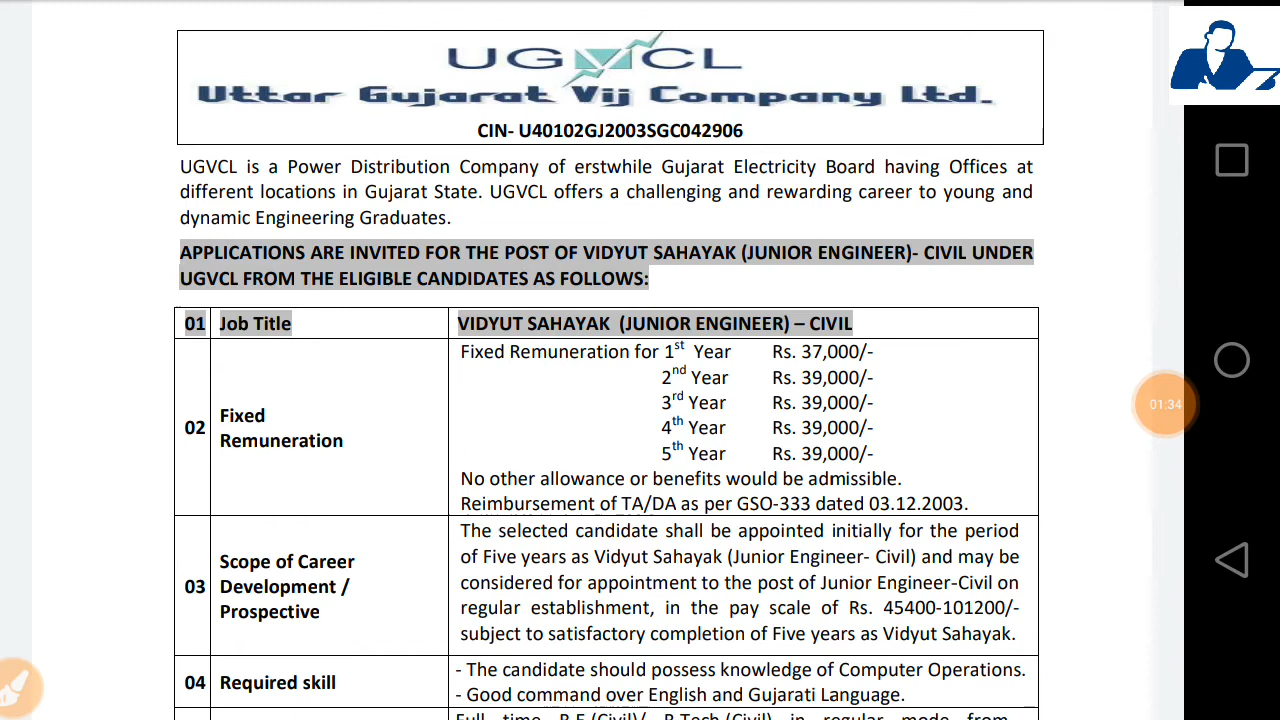 UGVCL
Uttar Gujarat Vij Company Ltd.
CIN- U40102GJ2003SGC042906
UGVCL is a Power Distribution Company of erstwhile Gujarat Electricity Board having Offices at
different locations in Gujarat State. UGVCL offers a challenging and rewarding career to young and
dynamic Engineering Graduates.
APPLICATIONS ARE INVITED FOR THE POST OF VIDYUT SAHAYAK (JUNIOR ENGINEER)- CIVIL UNDER
UGVCL FROM THE ELIGIBLE CANDIDATES AS FOLLOWS:
01 Job Title VIDYUT SAHAYAK (JUNIOR ENGINEER) – CIVIL
02 Fixed
Remuneration
Fixed Remuneration for 1st Year Rs. 37,000/-
2nd Year Rs. 39,000/-
3rd Year Rs. 39,000/-
4th Year Rs. 39,000/-
5th Year Rs. 39,000/-
No other allowance or benefits would be admissible.
Reimbursement of TA/DA as per GSO-333 dated 03.12.2003.
03 Scope of Career
Development /
Prospective
The selected candidate shall be appointed initially for the period
of Five years as Vidyut Sahayak (Junior Engineer- Civil) and may be
considered for appointment to the post of Junior Engineer-Civil on
regular establishment, in the pay scale of Rs. 45400-101200/-
subject to satisfactory completion of Five years as Vidyut Sahayak.
04 Required skill
- The candidate should possess knowledge of Computer Operations.
- Good command over English and Gujarati Language.
Full time B.E.(Civil)/ B.Tech.(Civil) in regular mode from
01:34